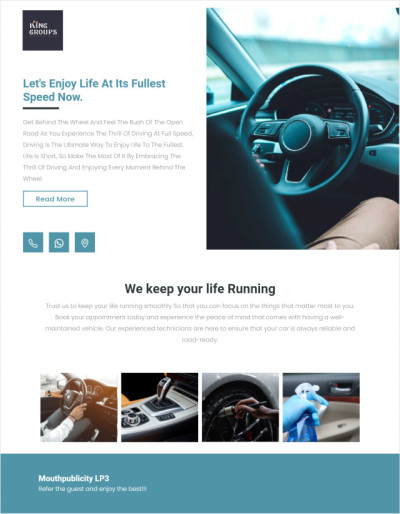 KING
GROUP'S
Let's Enjoy Life At Its Fullest
Speed Now.
Get Behind The Wheel And Feel The Rush Of The Open
Road As You Experience The Thrill Of Driving At Full Speed,
Driving Is The Ultimate Way To Enjoy Life To The Fullest.
Life Is Short, So Make The Most Of It By Embracing The
Thrill Of Driving And Enjoying Every Moment Behind The
Wheel.
Read More
We keep your life Running
Trust us to keep your life running smoothly So that you can focus on the things that matter most to you.
Book your appointment today and experience the peace of mind that comes with having a well-
maintained vehicle. Our experienced technicians are here to ensure that your car is always reliable and
road-ready.
Mouthpublicity LP3
Refer the guest and enjoy the best!!!